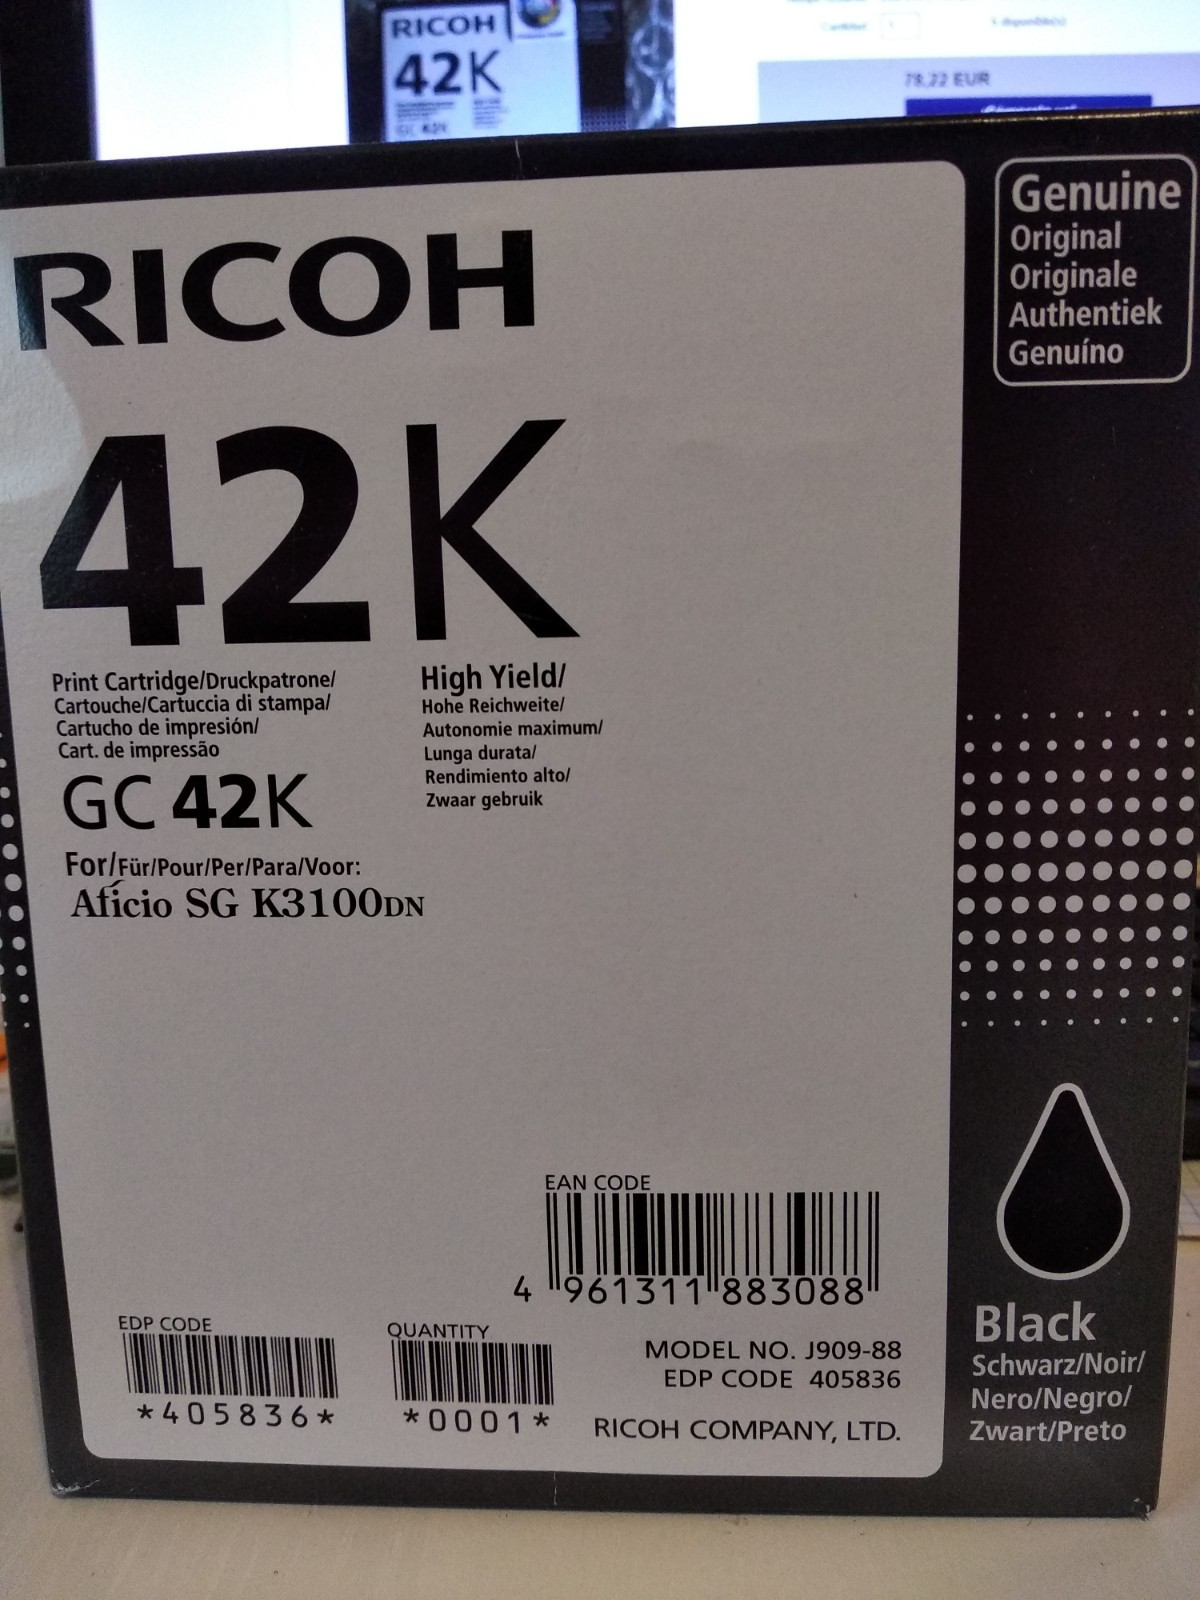 RICOH
42K
GC 42K
78,22 EUR
Genuine
Original
Originale
Authentiek
Genuíno
RICOH
42K
Print Cartridge/Druckpatrone/
Cartouche/Cartuccia di stampa/
Cartucho de impresión/
Cart. de impressão
High Yield/
Hohe Reichweite/
Autonomie maximum/
Lunga durata/
Rendimiento alto/
Zwaar gebruik
GC 42K
For/Für/Pour/Per/Para/Voor:
Aficio SG K3100DN
EAN CODE
4 961311 883088
EDP CODE
*405836*
QUANTITY
*0001*
MODEL NO. J909-88
EDP CODE 405836
RICOH COMPANY, LTD.
Black
Schwarz/Noir/
Nero/Negro/
Zwart/Preto